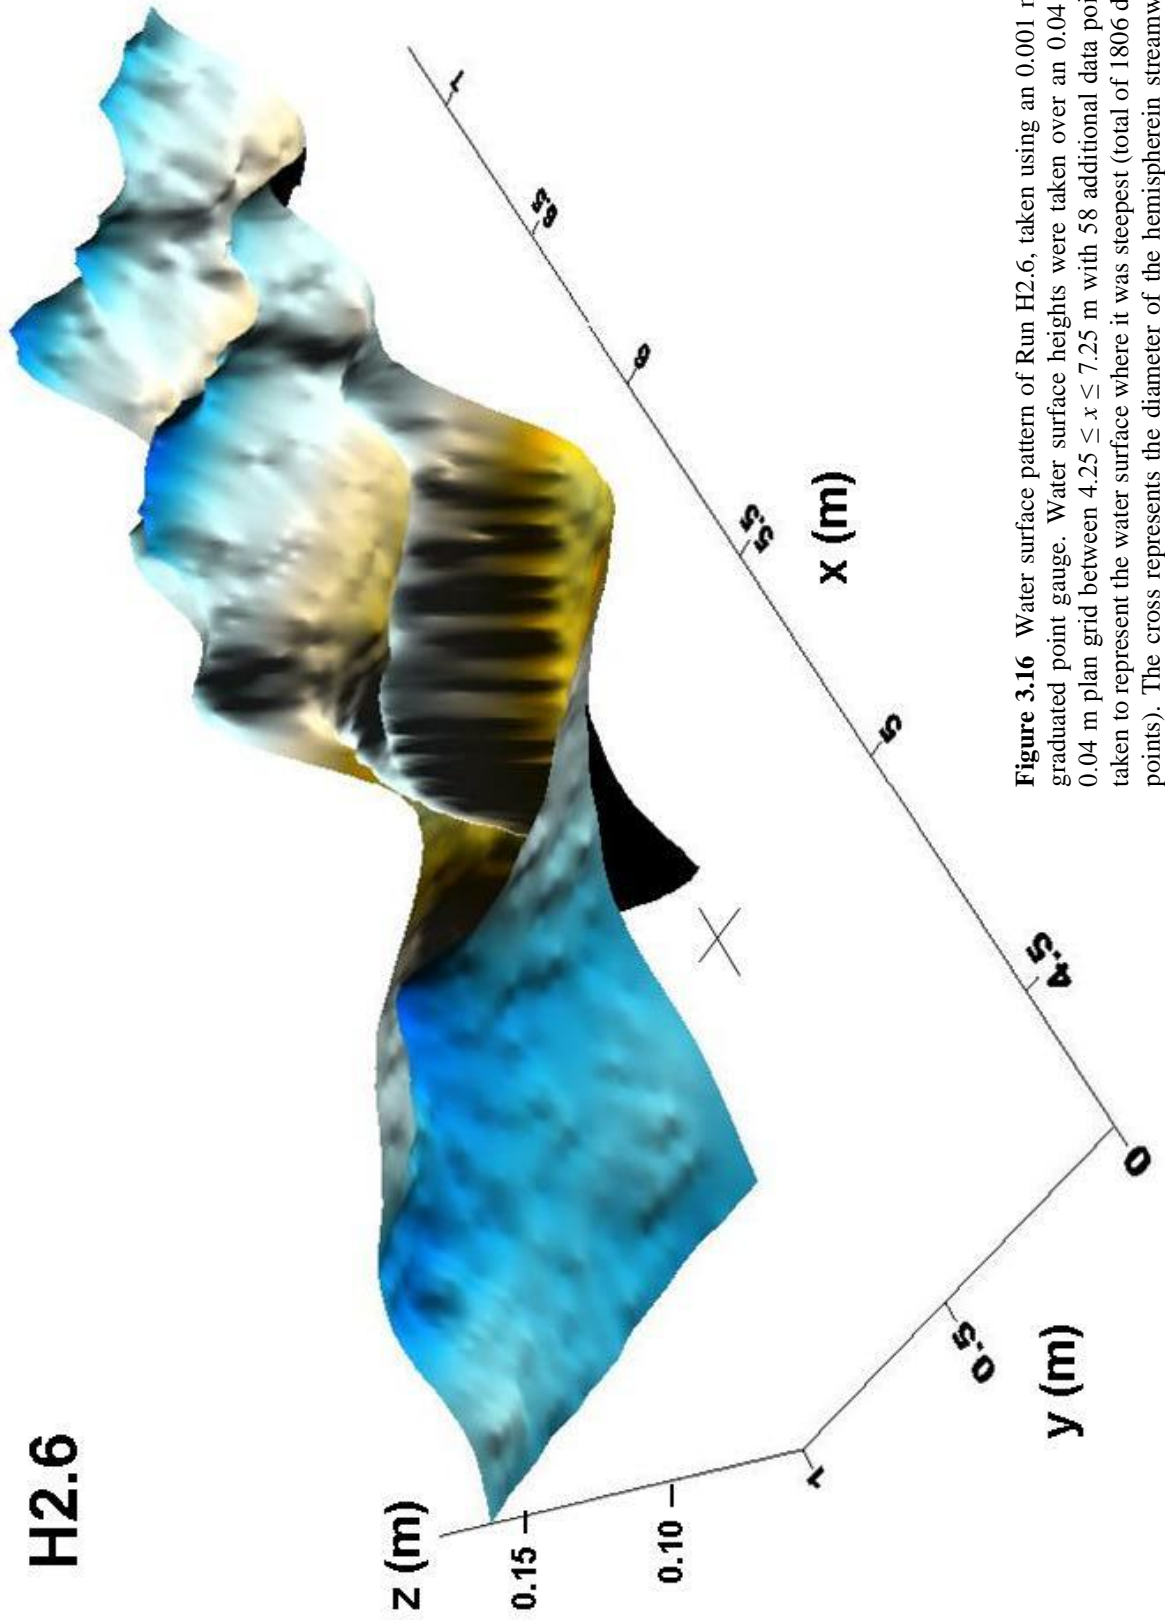 H2.6
z (m)
0.15
0.10
1
0.5
0
y (m)
4.5
5
5.5
6
6.5
7
x (m)
Figure 3.16 Water surface pattern of Run H2.6, taken using an 0.001
graduated point gauge. Water surface heights were taken over an 0.04
0.04 m plan grid between 4.25 ≤ x ≤ 7.25 m with 58 additional data poi
taken to represent the water surface where it was steepest (total of 1806 d
points). The cross represents the diameter of the hemispherein streamw